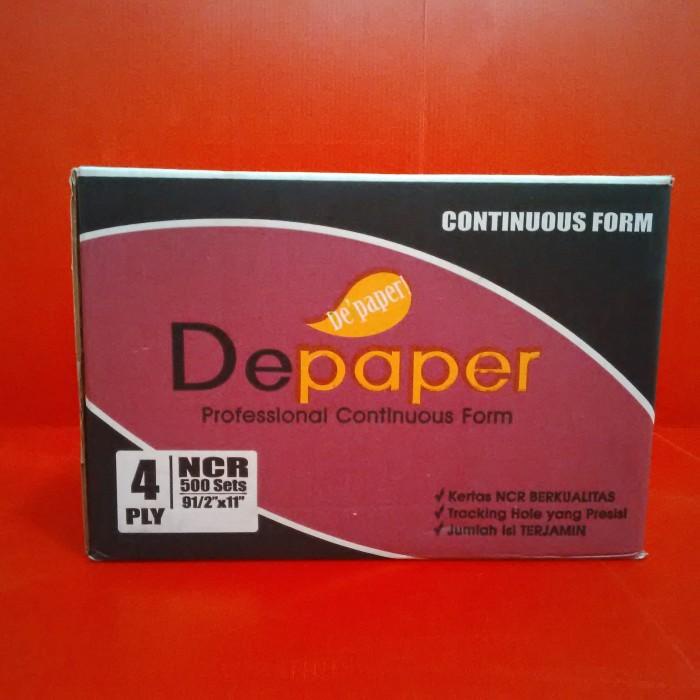 CONTINUOUS FORM
De'paper
Depaper
Professional Continuous Form
4 PLY
NCR
500 Sets
91/2"x11"
✓ Kertas NCR BERKUALITAS
✓ Tracking Hole yang Presisi
✓ Jumlah Isi TERJAMIN